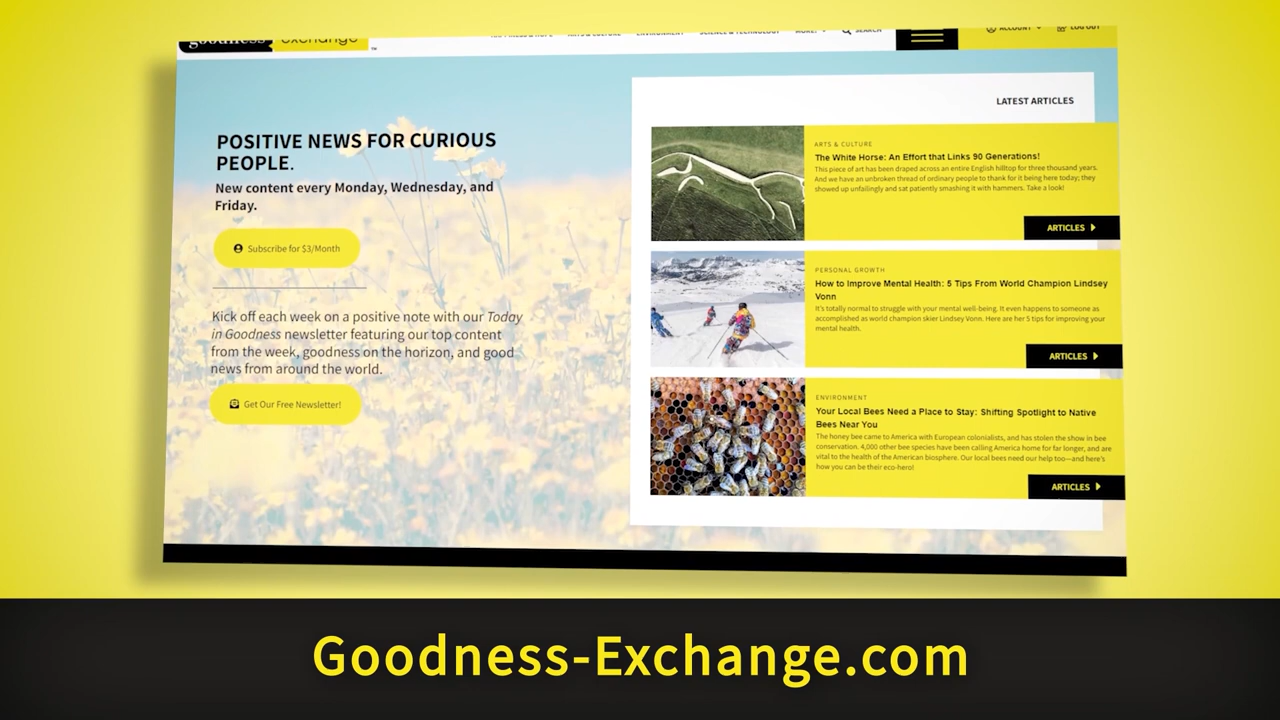 goodness exchange
TM
SCIENCE & TECHNOLOGY
SEARCH
ACCOUNT
LOG OUT
POSITIVE NEWS FOR CURIOUS
PEOPLE.
New content every Monday, Wednesday, and
Friday.
Subscribe for $3/Month
Kick off each week on a positive note with our Today
in Goodness newsletter featuring our top content
from the week, goodness on the horizon, and good
news from around the world.
Get Our Free Newsletter!
LATEST ARTICLES
ARTS & CULTURE
The White Horse: An Effort that Links 90 Generations!
This piece of art has been draped across an entire English hilltop for three thousand years.
And we have an unbroken thread of ordinary people to thank for it being here today; they
showed up unfailingly and sat patiently smashing it with hammers. Take a look!
ARTICLES
PERSONAL GROWTH
How to Improve Mental Health: 5 Tips From World Champion Lindsey
Vonn
It's totally normal to struggle with your mental well-being. It even happens to someone as
accomplished as world champion skier Lindsey Vonn. Here are her 5 tips for improving your
mental health.
ARTICLES
ENVIRONMENT
Your Local Bees Need a Place to Stay: Shifting Spotlight to Native
Bees Near You
The honey bee came to America with European colonialists, and has stolen the show in bee
conservation. 4,000 other bee species have been calling America home for far longer, and are
vital to the health of the American biosphere. Our local bees need our help too—and here's
how you can be their eco-hero!
ARTICLES
Goodness-Exchange.com